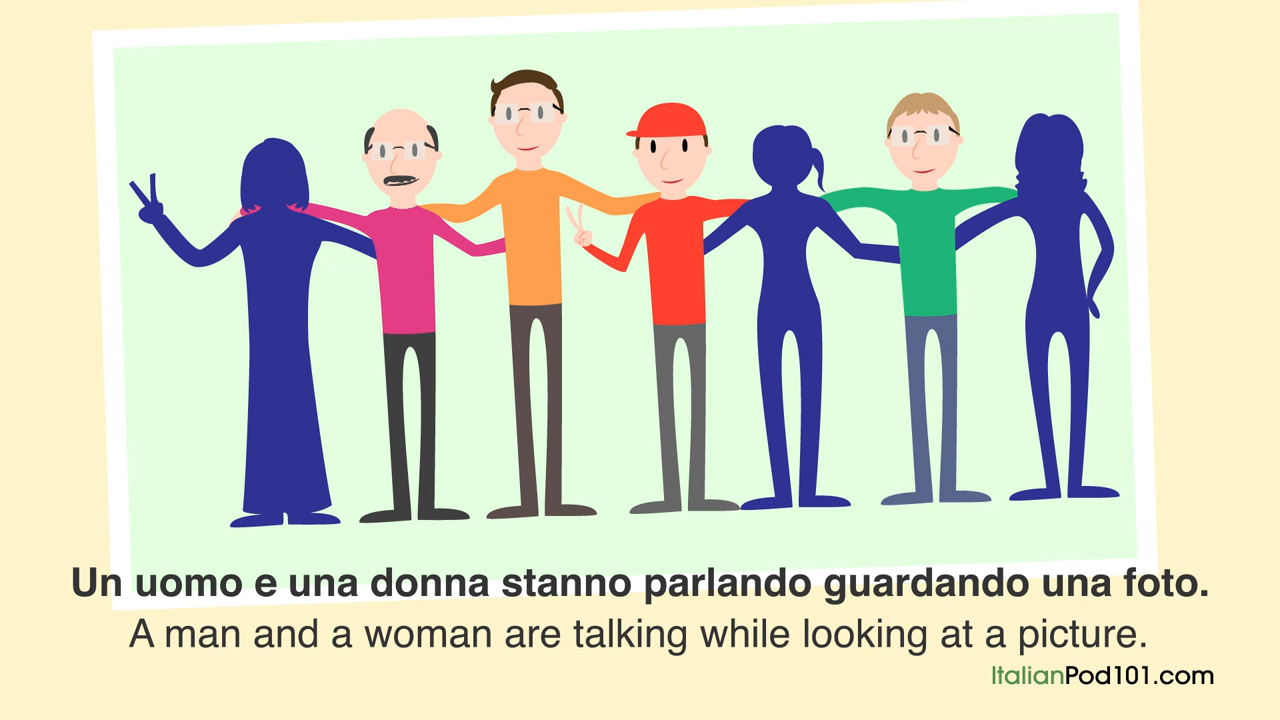 Un uomo e una donna stanno parlando guardando una foto.
A man and a woman are talking while looking at a picture.
ItalianPod101.com